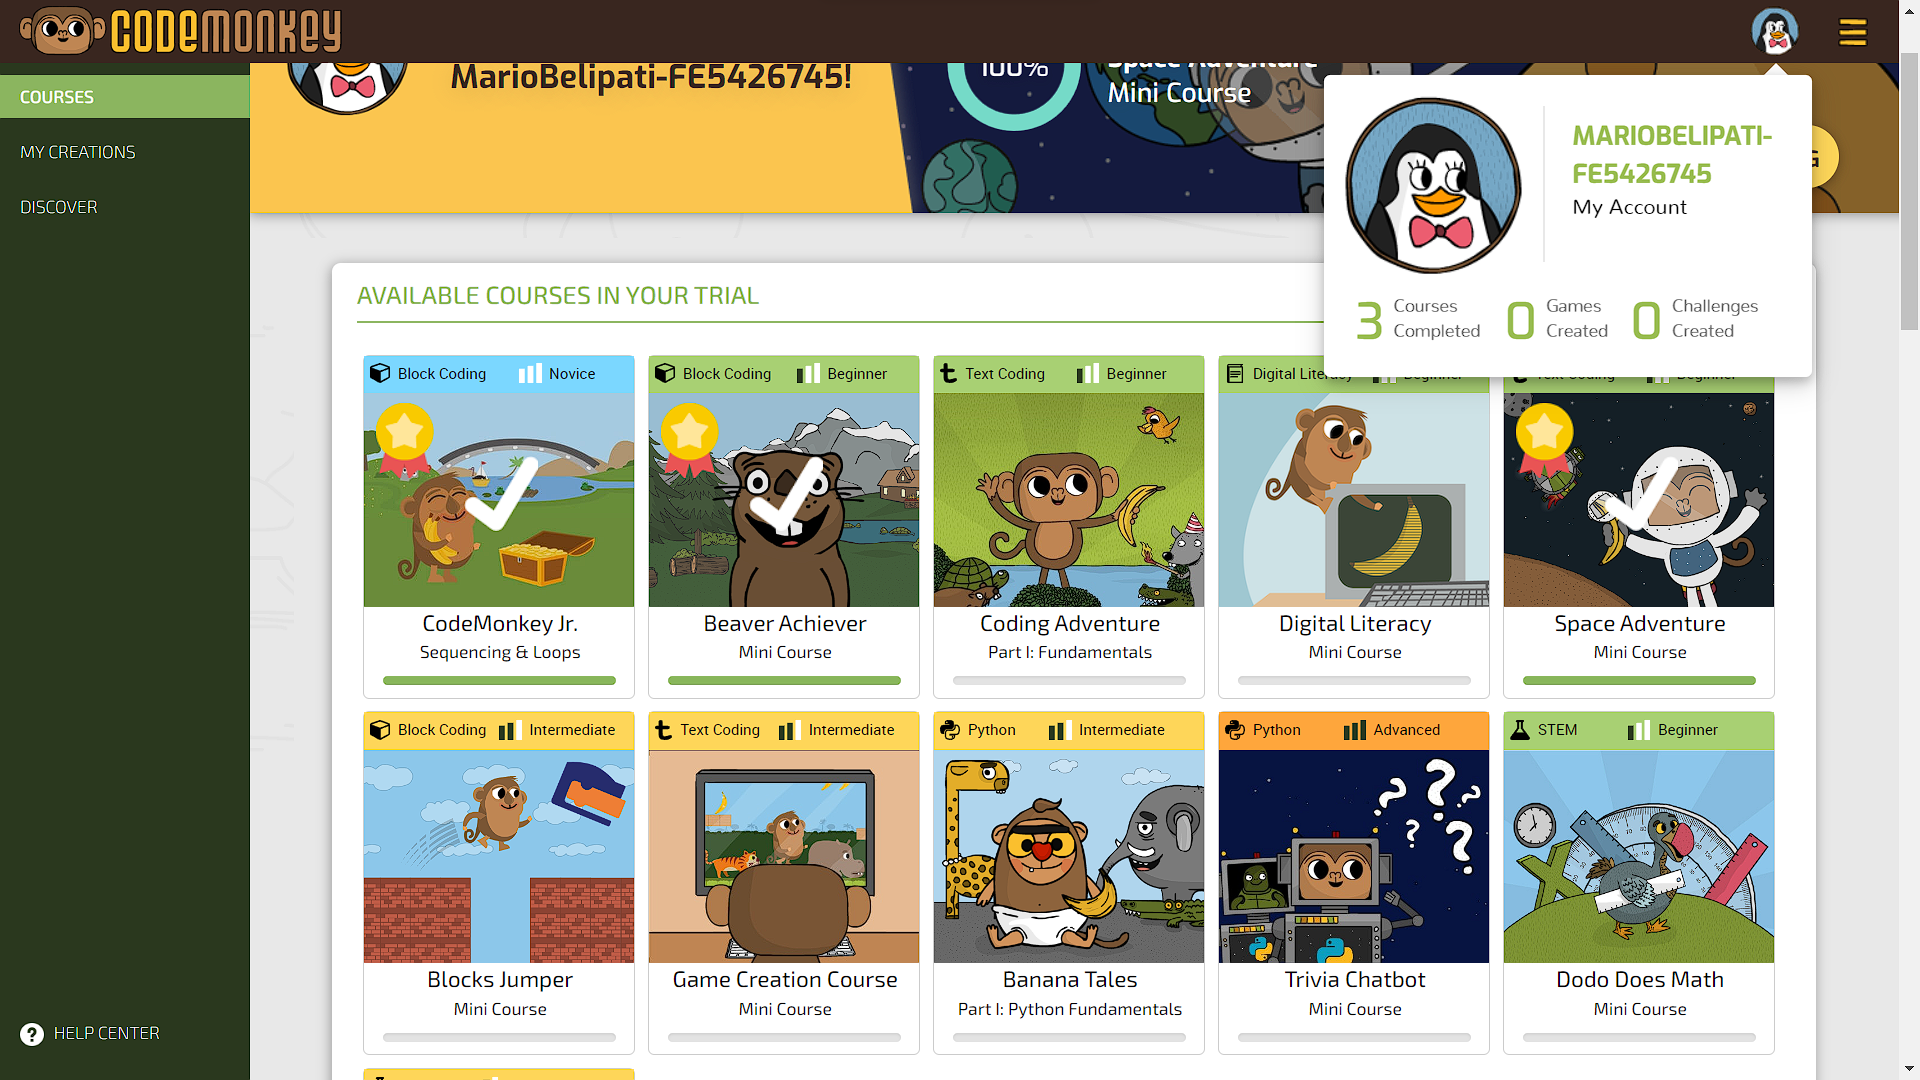 CODEMONKEY
COURSES
MY CREATIONS
DISCOVER
HELP CENTER
MarioBelipati-FE5426745!
100%
Space Adventure
Mini Course
MARIOBELIPATI-
FE5426745
My Account
3 Courses Completed
0 Games Created
0 Challenges Created
AVAILABLE COURSES IN YOUR TRIAL
Block Coding Novice
CodeMonkey Jr.
Sequencing & Loops
Block Coding Beginner
Beaver Achiever
Mini Course
Text Coding Beginner
Coding Adventure
Part I: Fundamentals
Digital Literacy Beginner
Digital Literacy
Mini Course
Text Coding Beginner
Space Adventure
Mini Course
Block Coding Intermediate
Blocks Jumper
Mini Course
Text Coding Intermediate
Game Creation Course
Mini Course
Python Intermediate
Banana Tales
Part I: Python Fundamentals
Python Advanced
Trivia Chatbot
Mini Course
STEM Beginner
Dodo Does Math
Mini Course